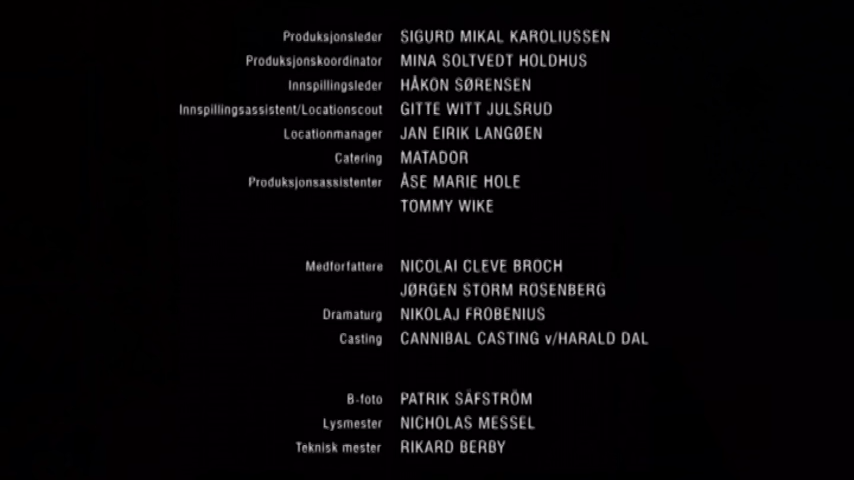 Produksjonsleder SIGURD MIKAL KAROLIUSSEN
Produksjonskoordinator MINA SOLTVEDT HOLDHUS
Innspillingsleder HÅKON SØRENSEN
Innspillingsassistent/Locationscout GITTE WITT JULSRUD
Locationmanager JAN EIRIK LANGØEN
Catering MATADOR
Produksjonsassistenter ÅSE MARIE HOLE
TOMMY WIKE
Medforfattere NICOLAI CLEVE BROCH
JØRGEN STORM ROSENBERG
Dramaturg NIKOLAJ FROBENIUS
Casting CANNIBAL CASTING v/HARALD DAL
B-foto PATRIK SÄFSTRÖM
Lysmester NICHOLAS MESSEL
Teknisk mester RIKARD BERBY